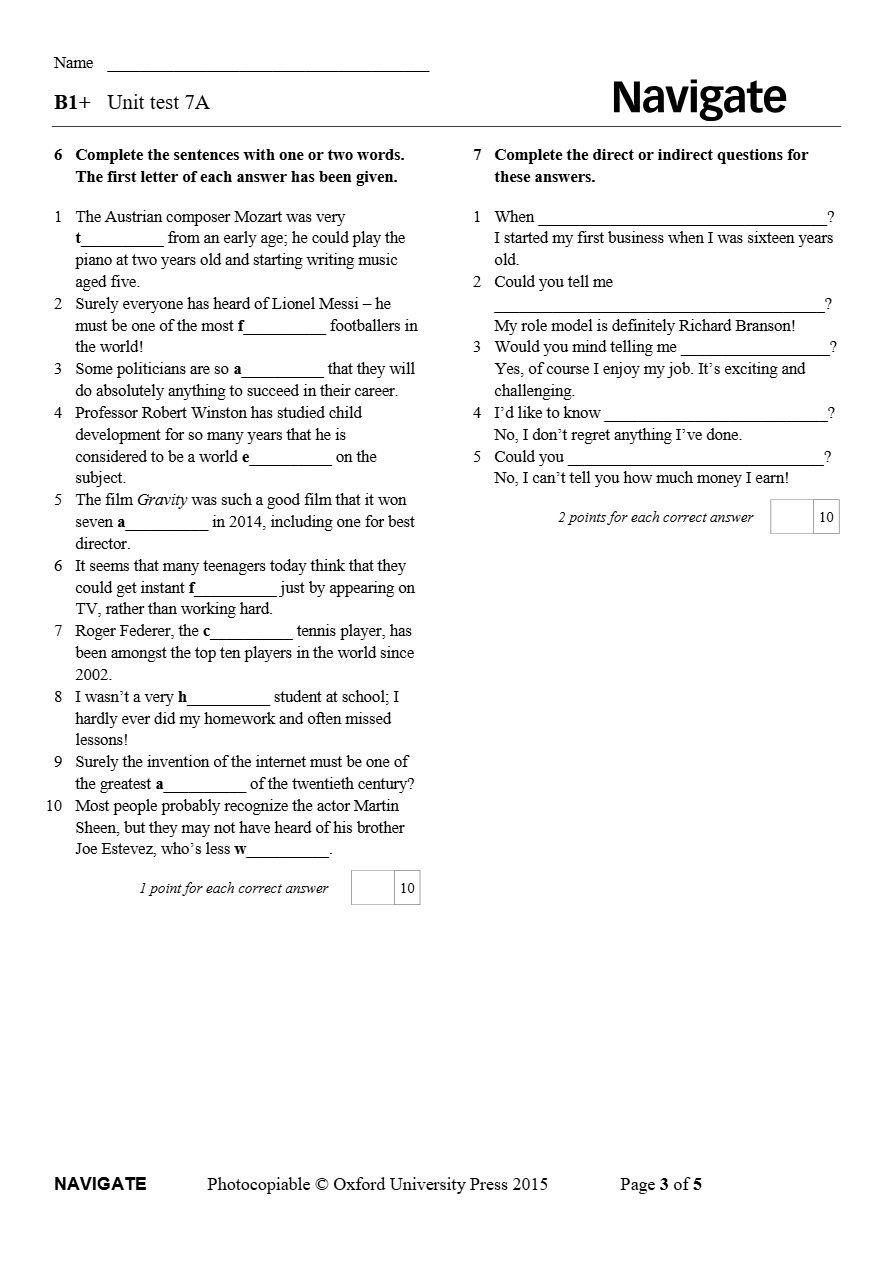 Name ____________________
B1+ Unit test 7A
Navigate
6 Complete the sentences with one or two words.
The first letter of each answer has been given.
1 The Austrian composer Mozart was very
t__________ from an early age; he could play the
piano at two years old and starting writing music
aged five.
2 Surely everyone has heard of Lionel Messi – he
must be one of the most f__________ footballers in
the world!
3 Some politicians are so a__________ that they will
do absolutely anything to succeed in their career.
4 Professor Robert Winston has studied child
development for so many years that he is
considered to be a world e__________ on the
subject.
5 The film Gravity was such a good film that it won
seven a__________ in 2014, including one for best
director.
6 It seems that many teenagers today think that they
could get instant f__________ just by appearing on
TV, rather than working hard.
7 Roger Federer, the c__________ tennis player, has
been amongst the top ten players in the world since
2002.
8 I wasn’t a very h__________ student at school; I
hardly ever did my homework and often missed
lessons!
9 Surely the invention of the internet must be one of
the greatest a__________ of the twentieth century?
10 Most people probably recognize the actor Martin
Sheen, but they may not have heard of his brother
Joe Estevez, who’s less w__________.
1 point for each correct answer 10
7 Complete the direct or indirect questions for
these answers.
1 When ____________________?
I started my first business when I was sixteen years
old.
2 Could you tell me
____________________?
My role model is definitely Richard Branson!
3 Would you mind telling me __________________?
Yes, of course I enjoy my job. It’s exciting and
challenging.
4 I’d like to know ____________________?
No, I don’t regret anything I’ve done.
5 Could you ____________________?
No, I can’t tell you how much money I earn!
2 points for each correct answer 10
NAVIGATE Photocopiable © Oxford University Press 2015 Page 3 of 5